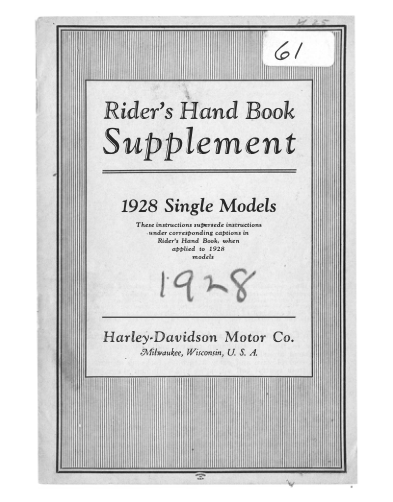 61
Rider's Hand Book
Supplement
1928 Single Models
These instructions supersede instructions
under corresponding captions in
Rider's Hand Book, when
applied to 1928
models
1928
Harley-Davidson Motor Co.
Milwaukee, Wisconsin, U. S. A.